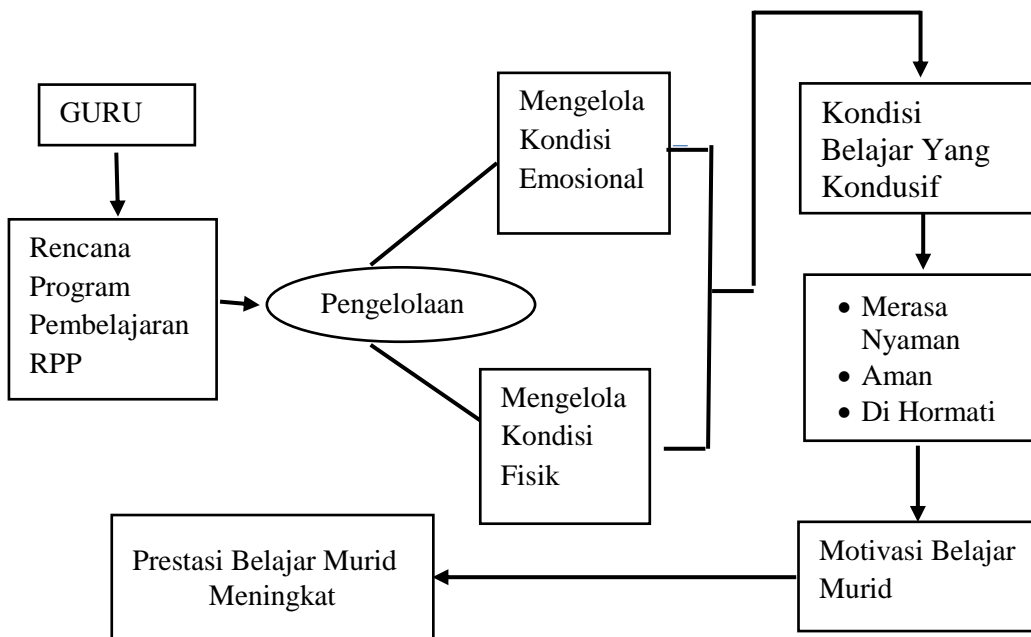 GURU
Rencana
Program
Pembelajaran
RPP
Pengelolaan
Mengelola
Kondisi
Emosional
Mengelola
Kondisi
Fisik
Kondisi
Belajar Yang
Kondusif
• Merasa
Nyaman
• Aman
• Di Hormati
Motivasi Belajar
Murid
Prestasi Belajar Murid
Meningkat